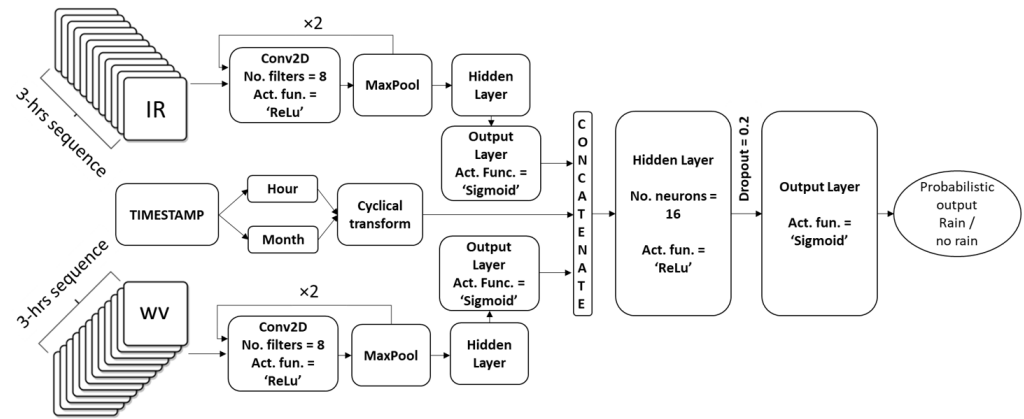 ×2
3-hrs sequence
IR
Conv2D
No. filters = 8
Act. fun. =
‘ReLu’
MaxPool
Hidden
Layer
Output
Layer
Act. Func. =
‘Sigmoid’
TIMESTAMP
Hour
Month
Cyclical
transform
3-hrs sequence
WV
×2
Conv2D
No. filters = 8
Act. fun. =
‘ReLu’
MaxPool
Hidden
Layer
Output
Layer
Act. Func. =
‘Sigmoid’
CONCATENATE
Hidden Layer
No. neurons =
16
Act. fun. =
‘ReLu’
Dropout = 0.2
Output Layer
Act. fun. =
‘Sigmoid’
Probabilistic
output
Rain /
no rain